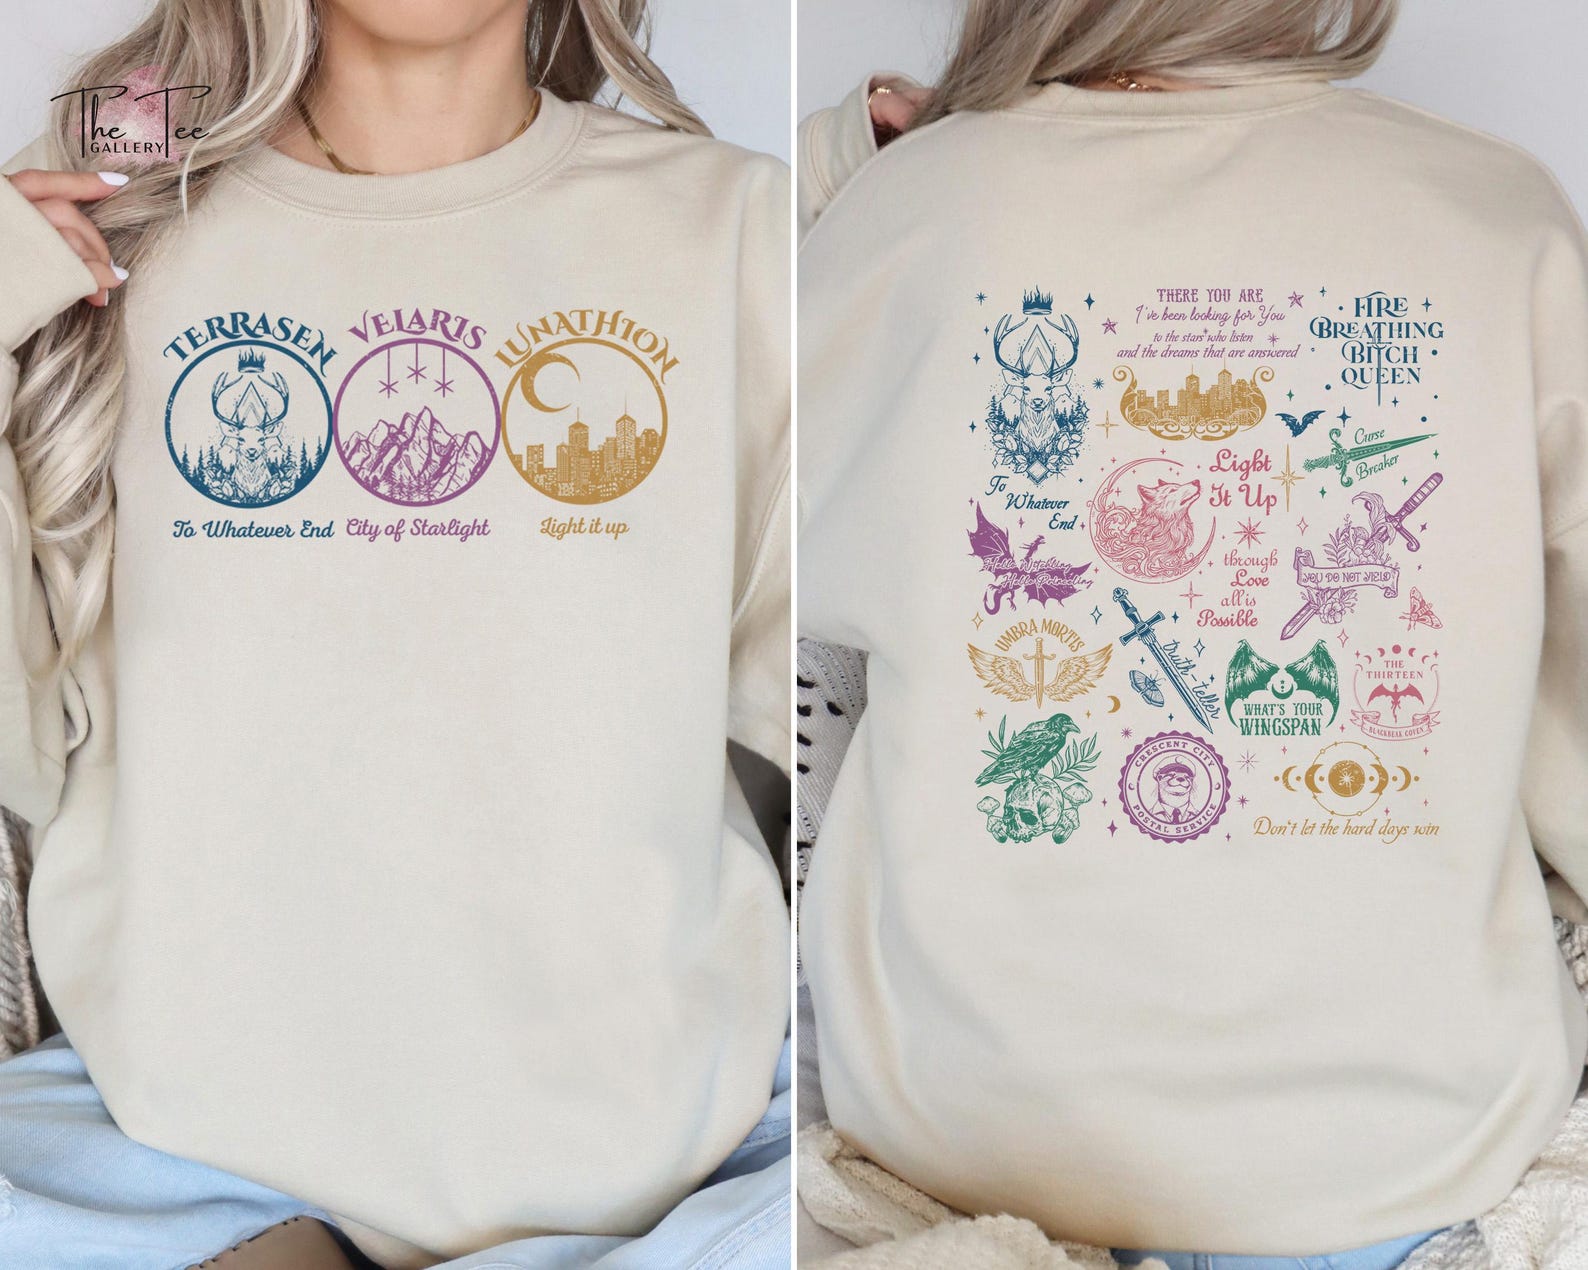 The Tee
GALLERY
TERRASEN
VELARIS
LUNATHION
To Whatever End
City of Starlight
Light it up
THERE YOU ARE
I've been looking for You
to the stars who listen
and the dreams that are answered
FIRE
BREATHING
BITCH
QUEEN
To
Whatever
End
Light
It Up
Curse
Breaker
Hello Witchling
Hello Princeling
through
Love
all is
Possible
YOU DO NOT YIELD
UMBRA MORTIS
truth-teller
WHAT'S YOUR
WINGSPAN
THE
THIRTEEN
BLACKBEAK COVEN
CRESCENT CITY
POSTAL SERVICE
Don't let the hard days win